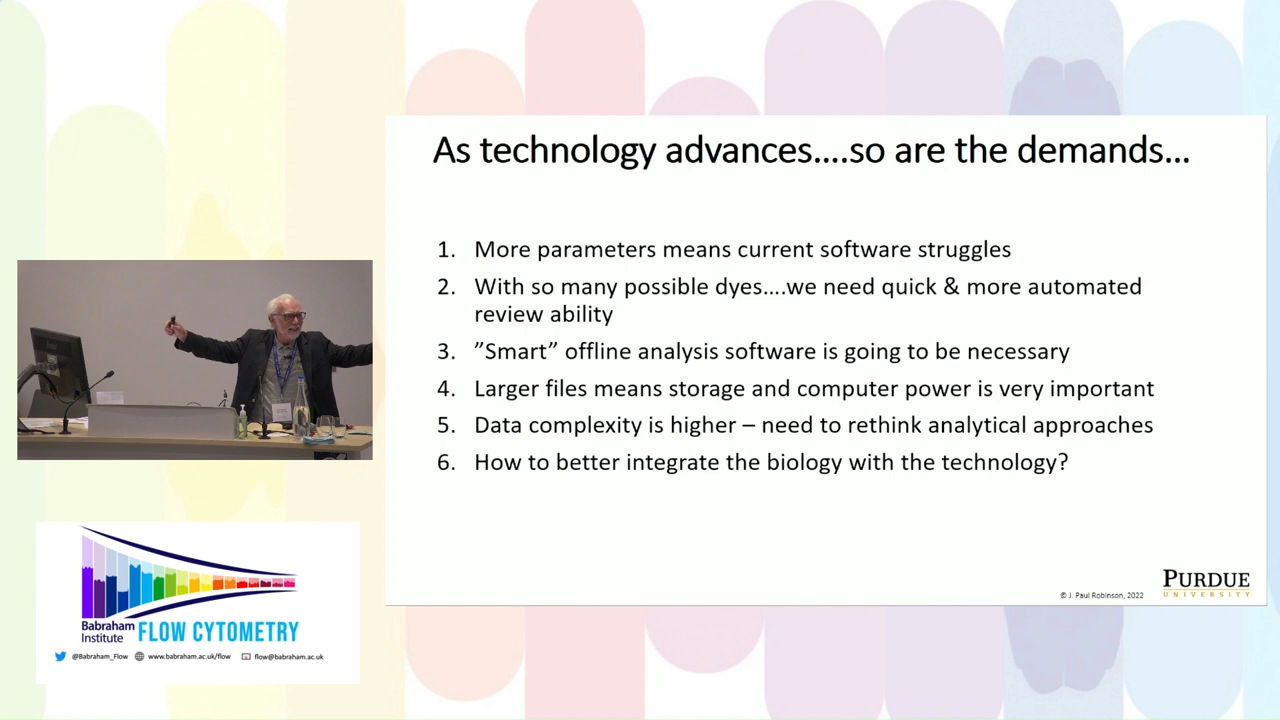 As technology advances....so are the demands...
1. More parameters means current software struggles
2. With so many possible dyes....we need quick & more automated
review ability
3. ”Smart” offline analysis software is going to be necessary
4. Larger files means storage and computer power is very important
5. Data complexity is higher – need to rethink analytical approaches
6. How to better integrate the biology with the technology?
© J. Paul Robinson, 2022
PURDUE
UNIVERSITY
Babraham
Institute
FLOW CYTOMETRY
@Babraham_Flow www.babraham.ac.uk/flow flow@babraham.ac.uk